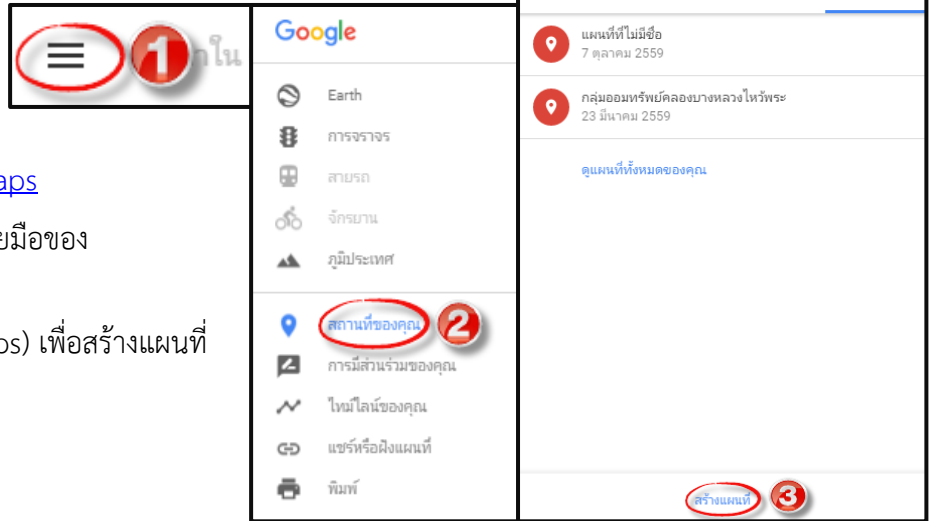 1
กใน
aps
ยมือของ
os) เพื่อสร้างแผนที่
Google
Earth
การจราจร
สายรถ
จักรยาน
ภูมิประเทศ
สถานที่ของคุณ 2
การมีส่วนร่วมของคุณ
ไทม์ไลน์ของคุณ
แชร์หรือฝังแผนที่
พิมพ์
แผนที่ที่ไม่มีชื่อ
7 ตุลาคม 2559
กลุ่มออมทรัพย์คลองบางหลวงไหว้พระ
23 มีนาคม 2559
ดูแผนที่ทั้งหมดของคุณ
สร้างแผนที่ 3